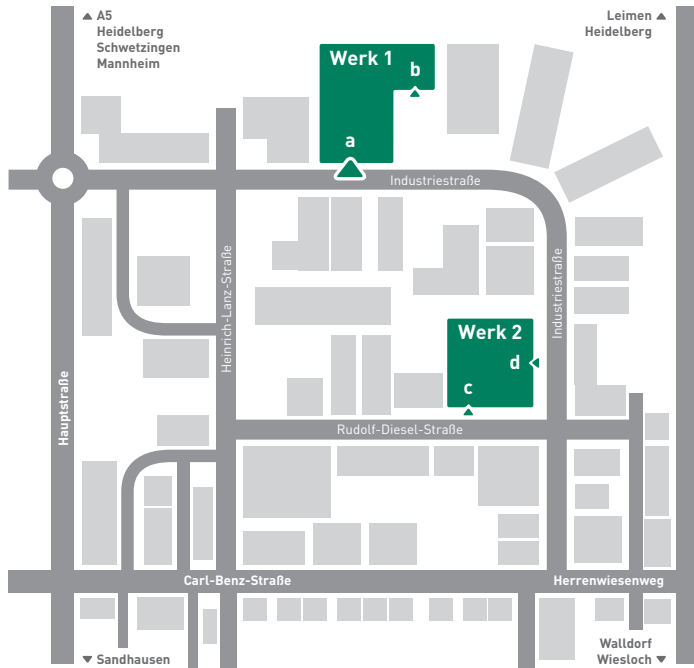 A5
Heidelberg
Schwetzingen
Mannheim
Leimen
Heidelberg
Werk 1
b
a
Industriestraße
Heinrich-Lanz-Straße
Industriestraße
Werk 2
d
c
Hauptstraße
Rudolf-Diesel-Straße
Carl-Benz-Straße
Herrenwiesenweg
Sandhausen
Walldorf
Wiesloch